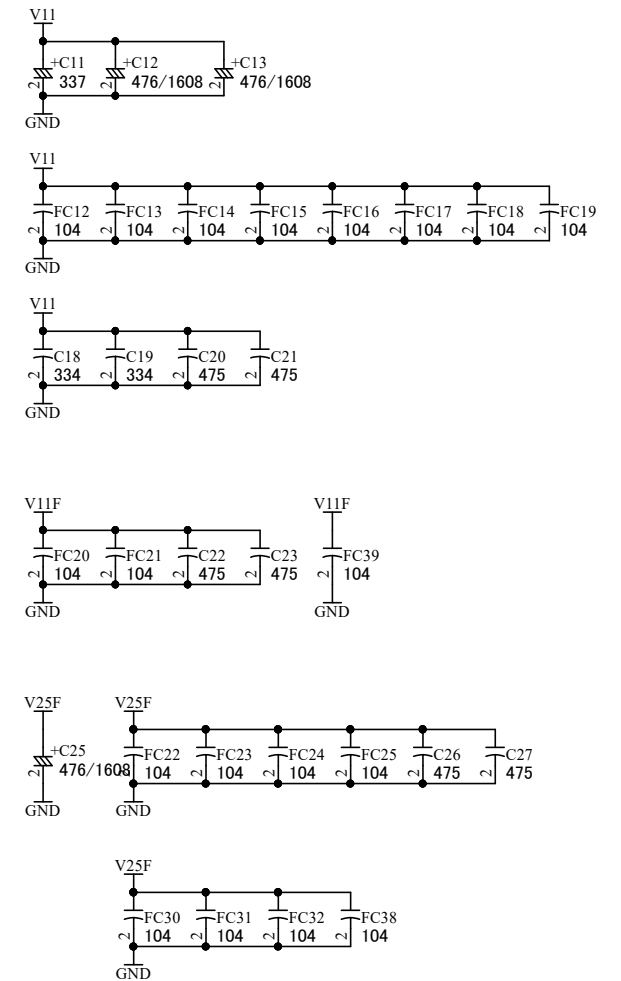 V11
+C11 +C12 +C13
2 337 2 476/1608 2 476/1608
GND
V11
FC12 FC13 FC14 FC15 FC16 FC17 FC18 FC19
2 104 2 104 2 104 2 104 2 104 2 104 2 104 2 104
GND
V11
C18 C19 C20 C21
2 334 2 334 2 475 2 475
GND
V11F V11F
FC20 FC21 C22 C23 FC39
2 104 2 104 2 475 2 475 2 104
GND GND
V25F V25F
+C25 FC22 FC23 FC24 FC25 C26 C27
2 476/1608 2 104 2 104 2 104 2 104 2 475 2 475
GND GND
V25F
FC30 FC31 FC32 FC38
2 104 2 104 2 104 2 104
GND